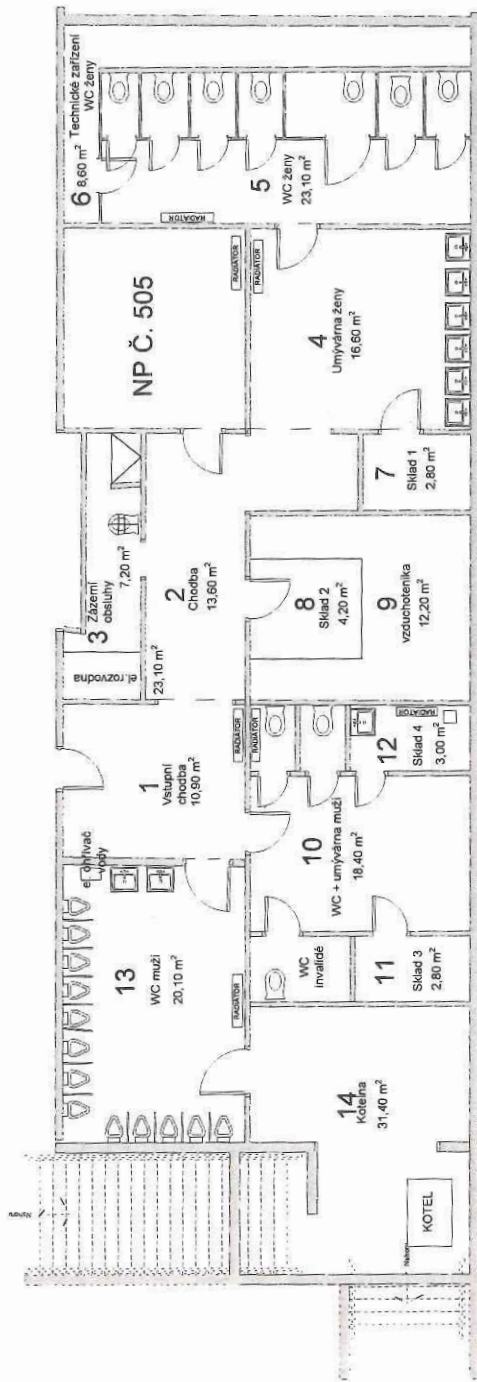 Nahoru
Nahoru
KOTEL
14
Kotelna
31,40 m²
13
WC muži
20,10 m²
RADIÁTOR
el. ohřívač
vody
WC
invalidé
11
Sklad 3
2,80 m²
10
WC + umývárna muži
18,40 m²
12
Sklad 4
3,00 m²
RADIÁTOR
1
Vstupní
chodba
10,90 m²
RADIÁTOR
RADIÁTOR
el. rozvodna
23,10 m²
3
Zázemí
obsluhy
7,20 m²
2
Chodba
13,60 m²
8
Sklad 2
4,20 m²
9
vzduchotenika
12,20 m²
7
Sklad 1
2,80 m²
NP Č. 505
RADIÁTOR
RADIÁTOR
4
Umývárna ženy
16,60 m²
RADIÁTOR
6
8,60 m²
Technické zařízení
WC ženy
5
WC ženy
23,10 m²